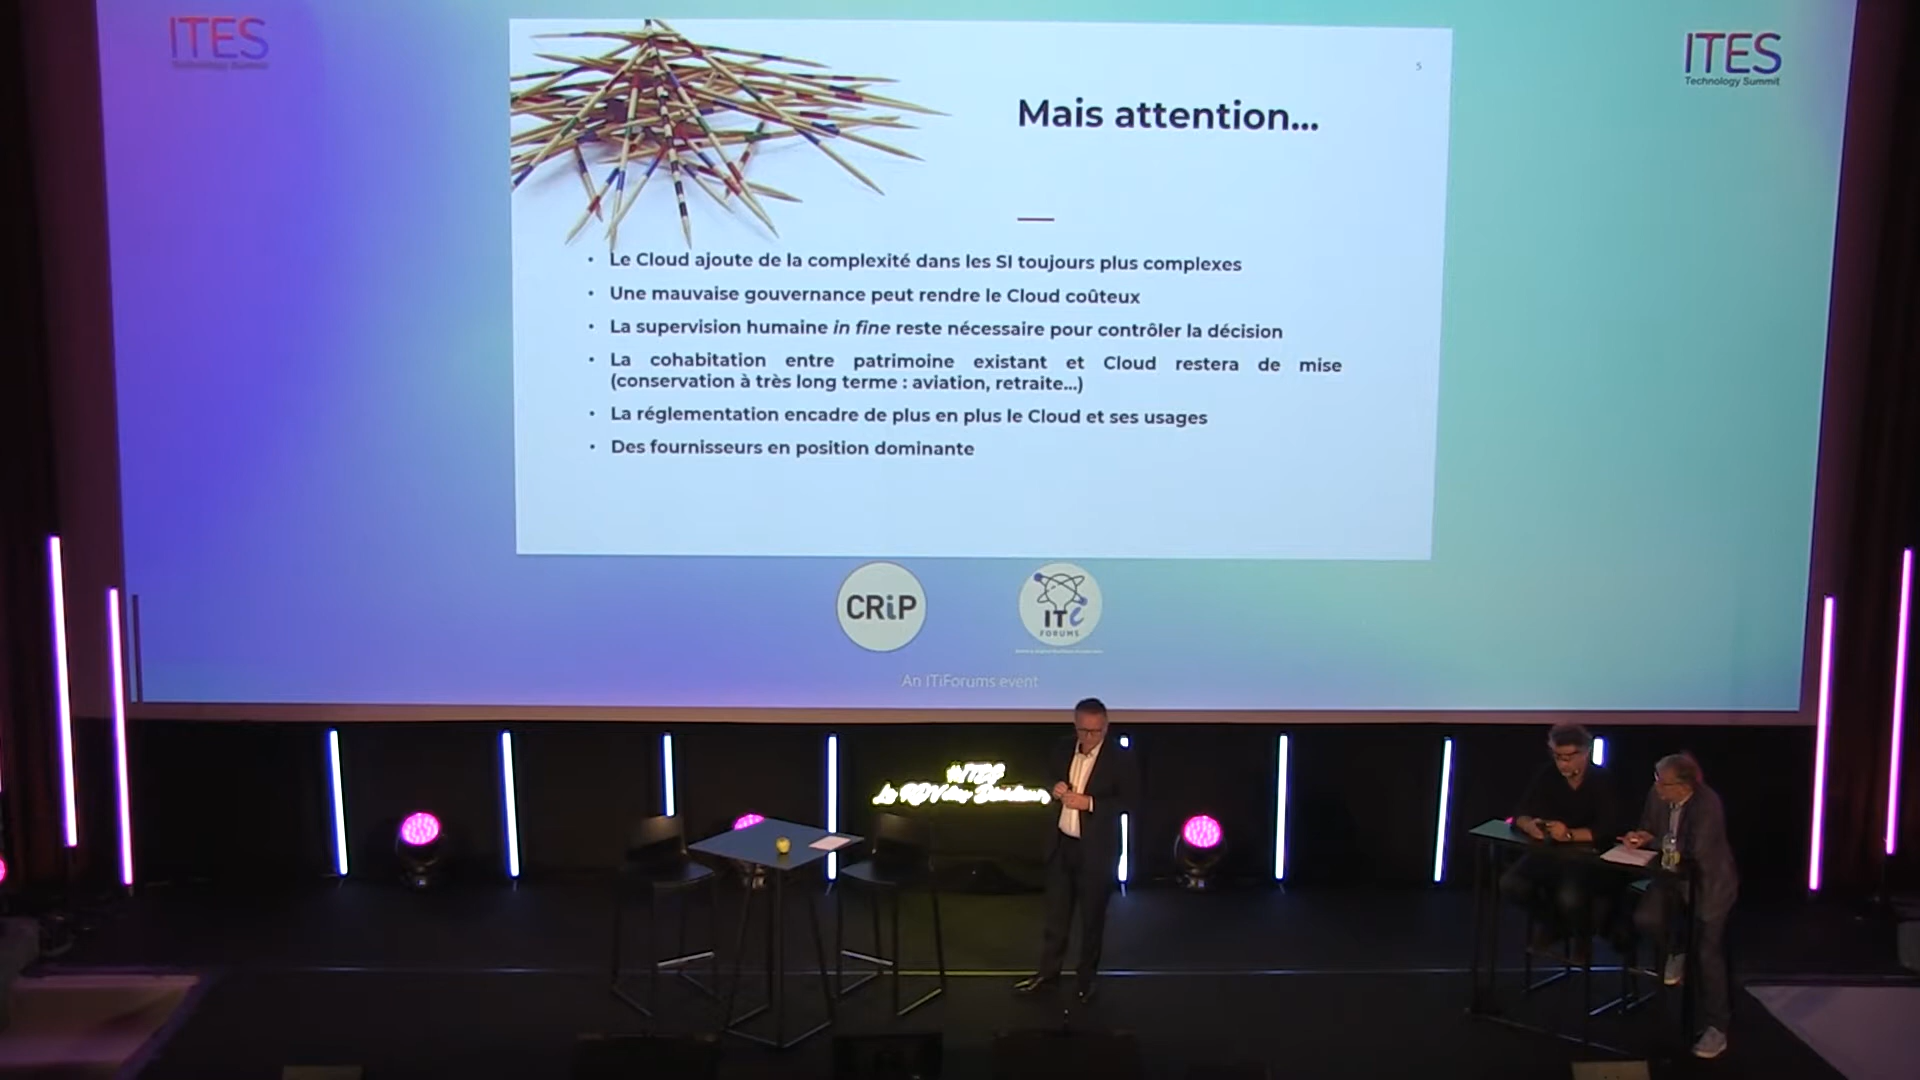 ITES
Technology Summit
ITES
Technology Summit
5
Mais attention...
• Le Cloud ajoute de la complexité dans les SI toujours plus complexes
• Une mauvaise gouvernance peut rendre le Cloud coûteux
• La supervision humaine in fine reste nécessaire pour contrôler la décision
• La cohabitation entre patrimoine existant et Cloud restera de mise
(conservation à très long terme : aviation, retraite...)
• La réglementation encadre de plus en plus le Cloud et ses usages
• Des fournisseurs en position dominante
CRiP
ITi
FORUMS
An ITiForums event
Le RDV des